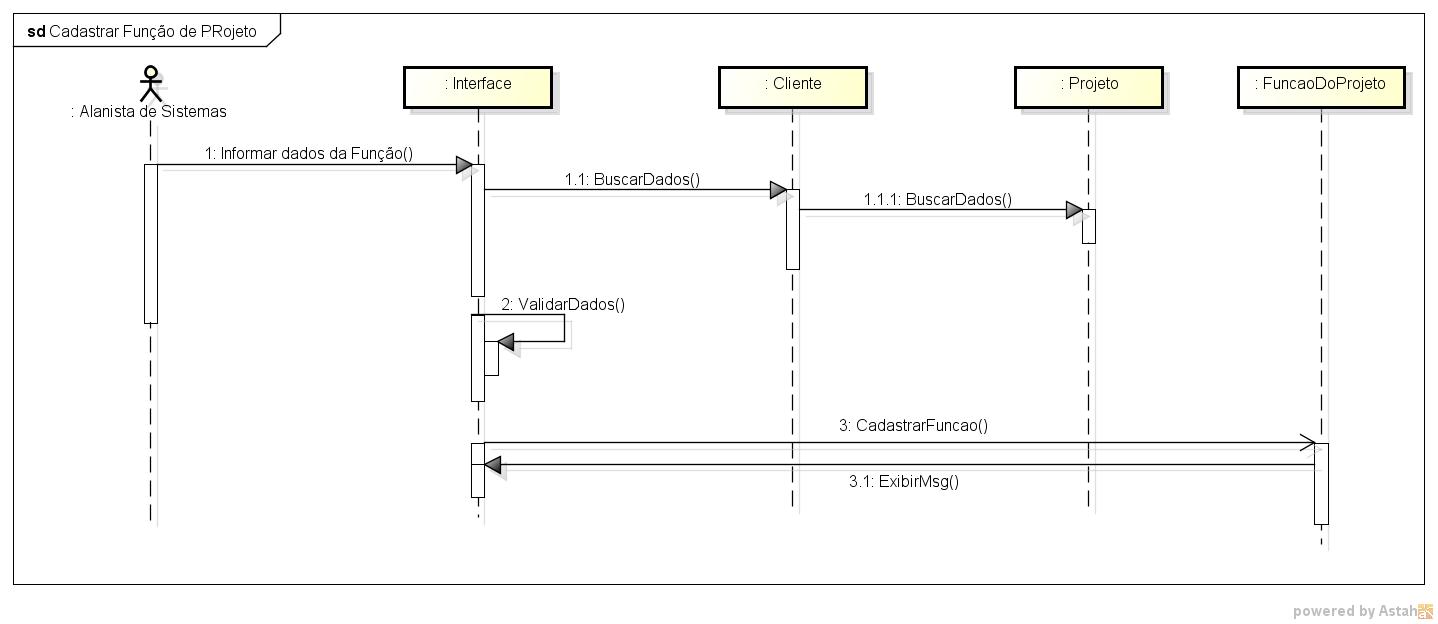 sd Cadastrar Função de PRojeto
: Alanista de Sistemas
: Interface
: Cliente
: Projeto
: FuncaoDoProjeto
1: Informar dados da Função()
1.1: BuscarDados()
1.1.1: BuscarDados()
2: ValidarDados()
3: CadastrarFuncao()
3.1: ExibirMsg()
powered by Astah